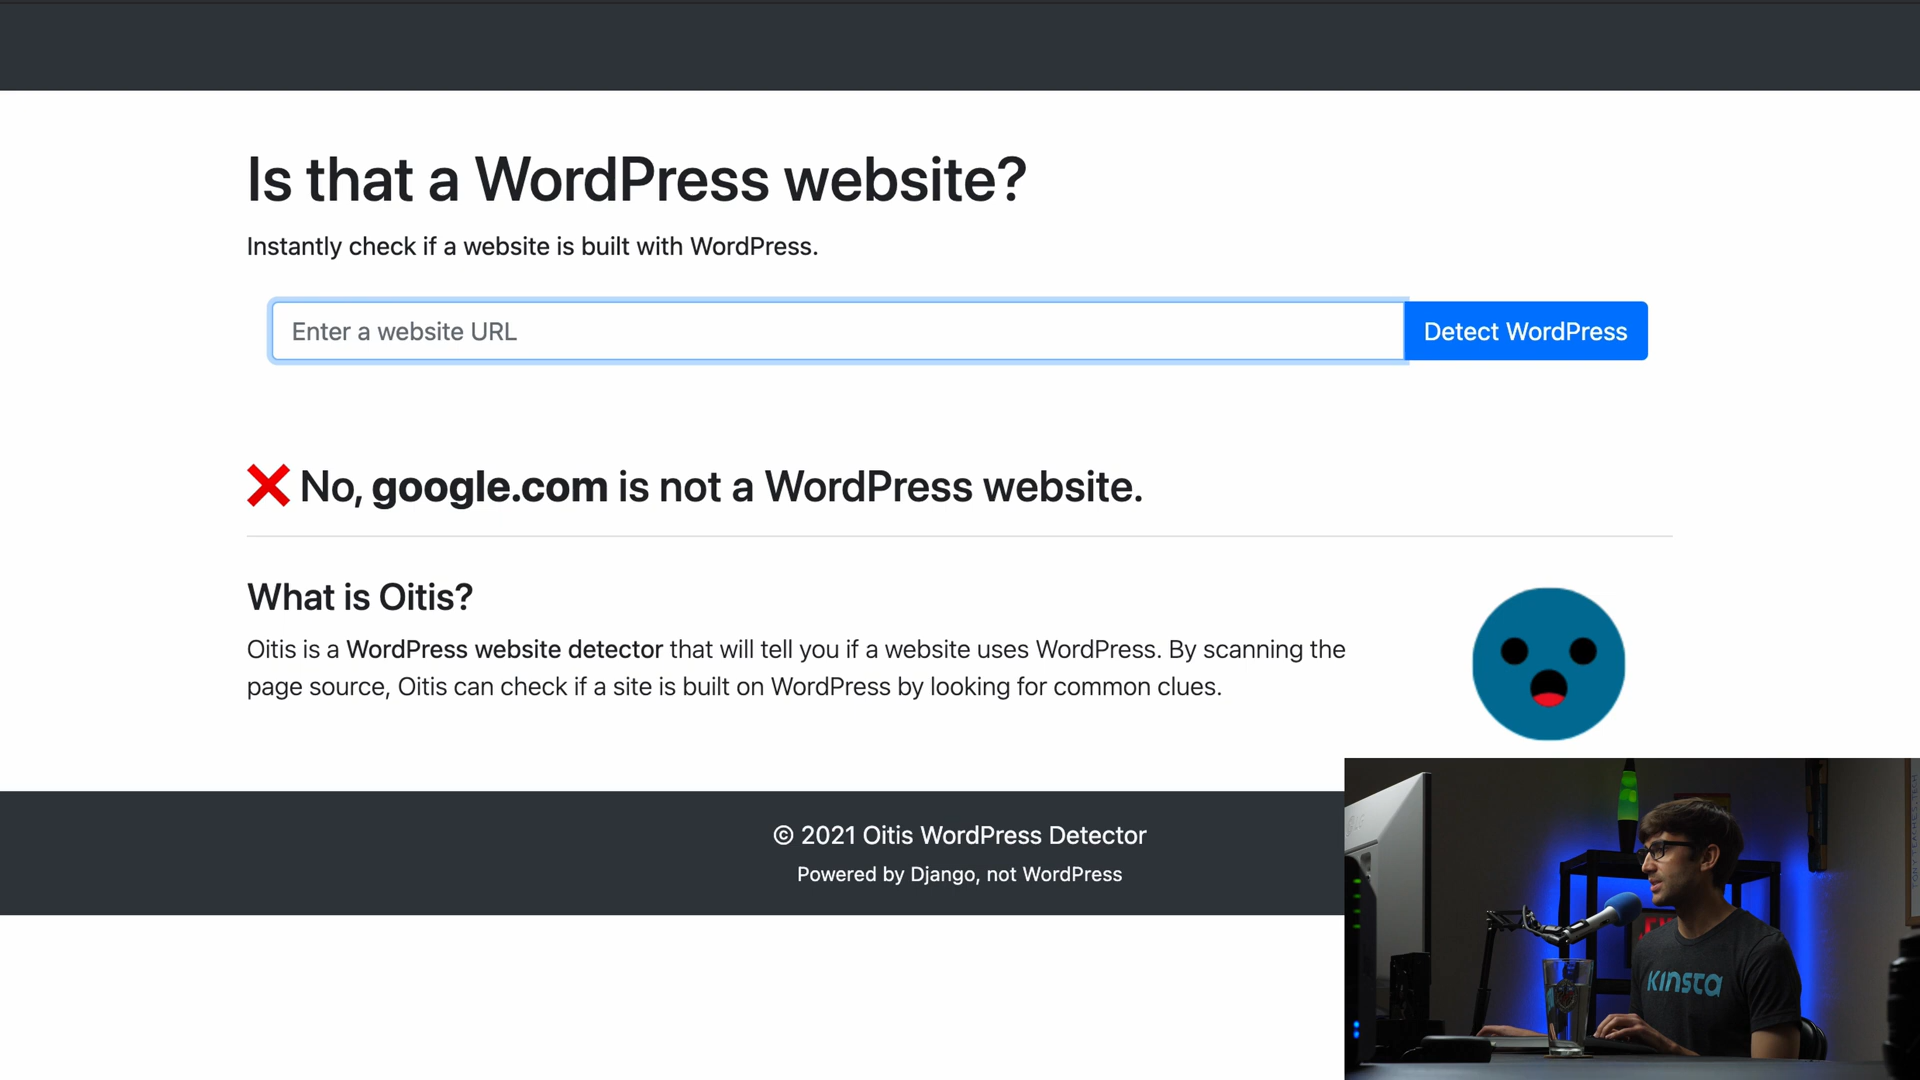 Is that a WordPress website?
Instantly check if a website is built with WordPress.
Enter a website URL
Detect WordPress
No, google.com is not a WordPress website.
What is Oitis?
Oitis is a WordPress website detector that will tell you if a website uses WordPress. By scanning the
page source, Oitis can check if a site is built on WordPress by looking for common clues.
© 2021 Oitis WordPress Detector
Powered by Django, not WordPress
KINSTA